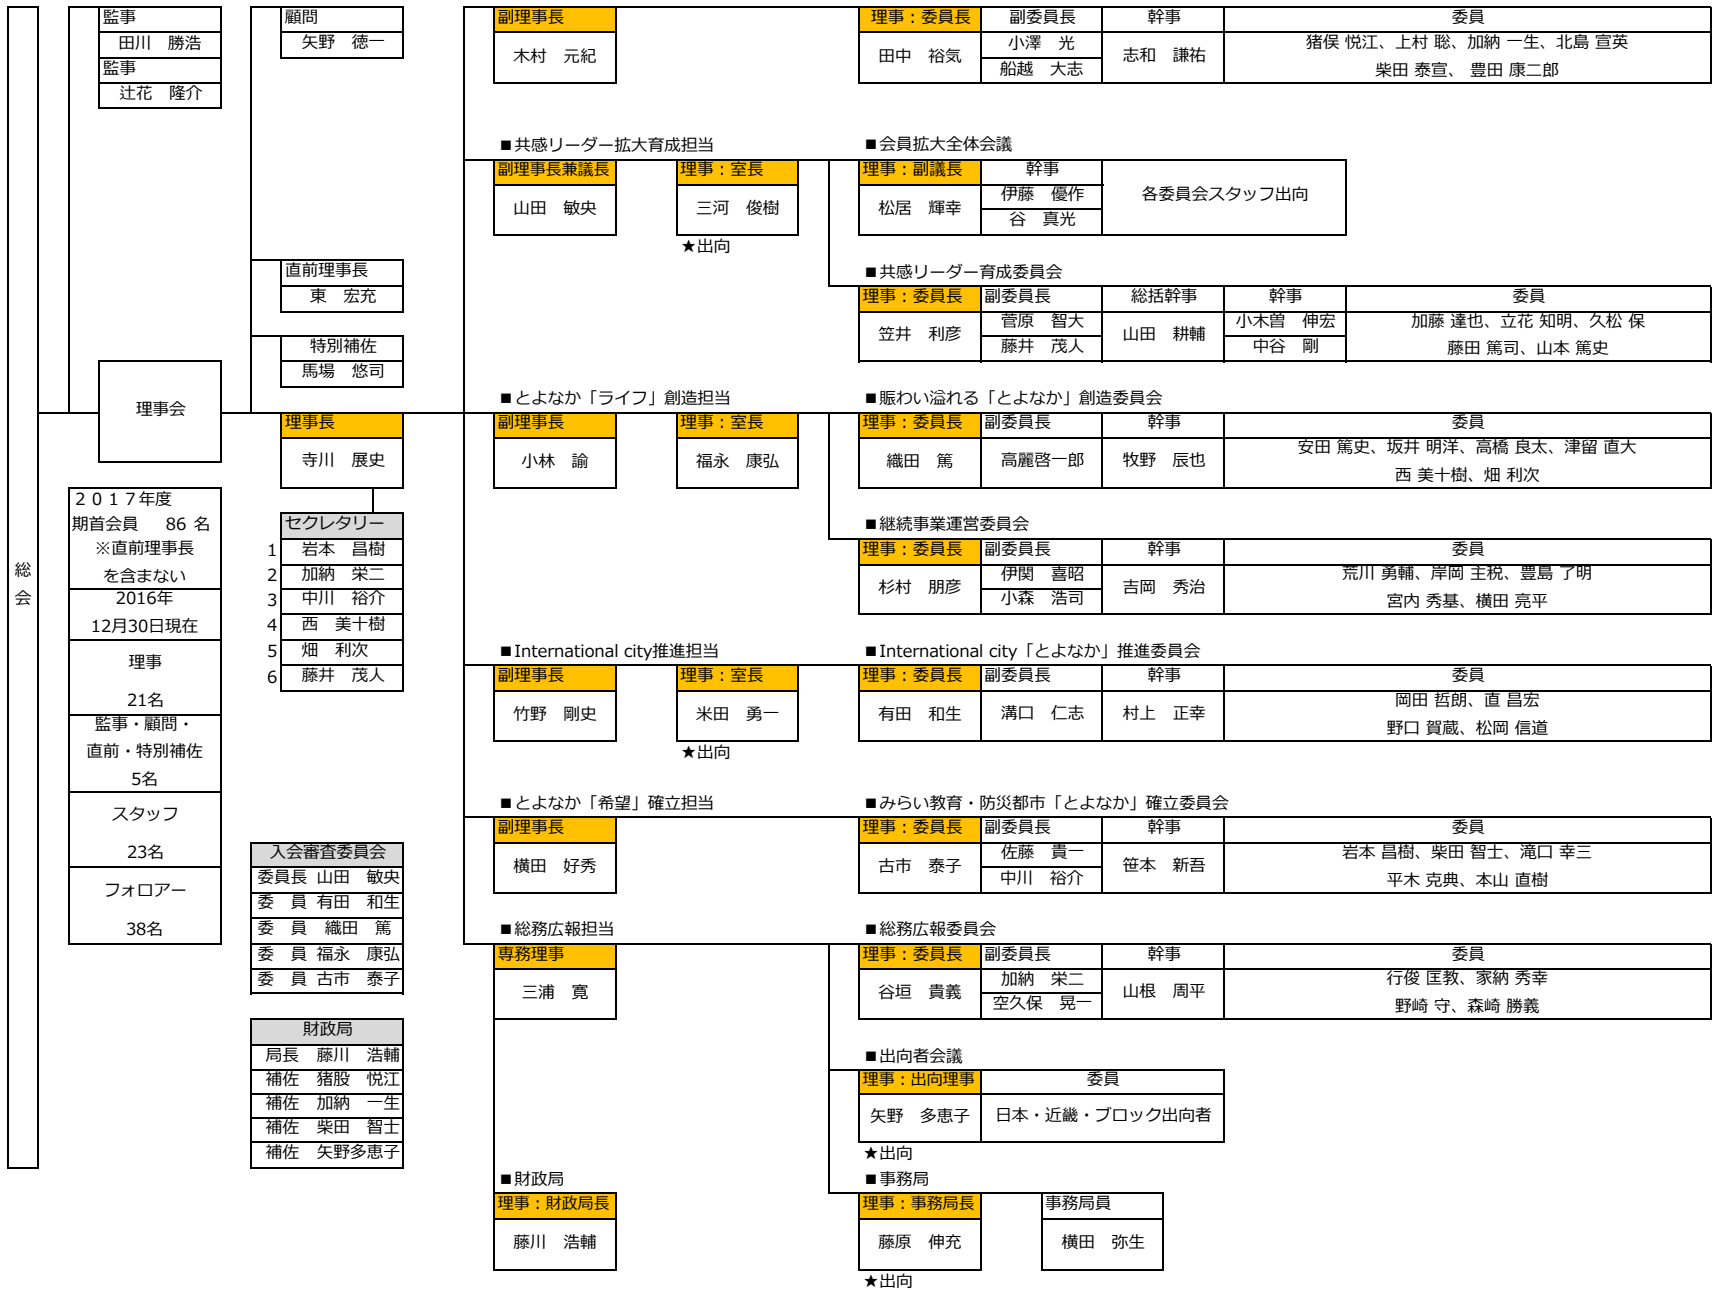 監事
田川　勝浩
監事
辻花　隆介
顧問
矢野　徳一
直前理事長
東　宏充
特別補佐
馬場　悠司
総会
理事会
理事長
寺川　展史
２０１７年度
期首会員　86 名
※直前理事長
を含まない
2016年
12月30日現在
理事
21名
監事・顧問・
直前・特別補佐
5名
スタッフ
23名
フォロアー
38名
セクレタリー
1 岩本　昌樹
2 加納　栄二
3 中川　裕介
4 西　美十樹
5 畑　利次
6 藤井　茂人
入会審査委員会
委員長 山田　敏央
委　員 有田　和生
委　員 織田　篤
委　員 福永　康弘
委　員 古市　泰子
財政局
局長　藤川　浩輔
補佐　猪股　悦江
補佐　加納　一生
補佐　柴田　智士
補佐　矢野多恵子
副理事長
木村　元紀
理事：委員長 副委員長 幹事 委員
田中　裕気
小澤　光
船越　大志
志和　謙祐
猪俣 悦江、上村 聡、加納 一生、北島 宣英
柴田 泰宣、 豊田 康二郎
■共感リーダー拡大育成担当
副理事長兼議長
山田　敏央
理事：室長
三河　俊樹
★出向
■会員拡大全体会議
理事：副議長 幹事
松居　輝幸
伊藤　優作
谷　真光
各委員会スタッフ出向
■共感リーダー育成委員会
理事：委員長 副委員長 総括幹事 幹事 委員
笠井　利彦
菅原　智大
藤井　茂人
山田　耕輔
小木曽　伸宏
中谷　剛
加藤 達也、立花 知明、久松 保
藤田 篤司、山本 篤史
■とよなか「ライフ」創造担当
副理事長
小林　諭
理事：室長
福永　康弘
■賑わい溢れる「とよなか」創造委員会
理事：委員長 副委員長 幹事 委員
織田　篤
高麗啓一郎
牧野　辰也
安田 篤史、坂井 明洋、高橋 良太、津留 直大
西 美十樹、畑 利次
■継続事業運営委員会
理事：委員長 副委員長 幹事 委員
杉村　朋彦
伊関　喜昭
小森　浩司
吉岡　秀治
荒川 勇輔、岸岡 主税、豊島 了明
宮内 秀基、横田 亮平
■International city推進担当
副理事長
竹野　剛史
理事：室長
米田　勇一
★出向
■International city「とよなか」推進委員会
理事：委員長 副委員長 幹事 委員
有田　和生
溝口　仁志
村上　正幸
岡田 哲朗、直 昌宏
野口 賀蔵、松岡 信道
■とよなか「希望」確立担当
副理事長
横田　好秀
■みらい教育・防災都市「とよなか」確立委員会
理事：委員長 副委員長 幹事 委員
古市　泰子
佐藤　貴一
中川　裕介
笹本　新吾
岩本 昌樹、柴田 智士、滝口 幸三
平木 克典、本山 直樹
■総務広報担当
専務理事
三浦　寛
■総務広報委員会
理事：委員長 副委員長 幹事 委員
谷垣　貴義
加納　栄二
空久保　晃一
山根　周平
行俊 匡教、家納 秀幸
野崎 守、森崎 勝義
■出向者会議
理事：出向理事 委員
矢野　多恵子
日本・近畿・ブロック出向者
★出向
■財政局
理事：財政局長
藤川　浩輔
■事務局
理事：事務局長
藤原　伸充
★出向
事務局員
横田　弥生